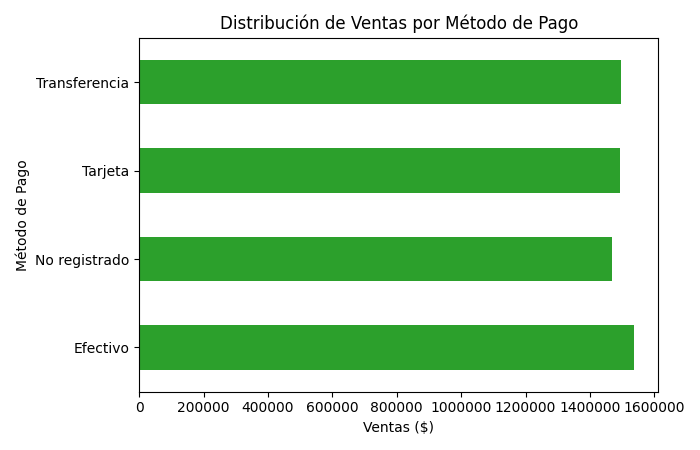 Distribución de Ventas por Método de Pago
Método de Pago
Transferencia
Tarjeta
No registrado
Efectivo
0 200000 400000 600000 800000 1000000 1200000 1400000 1600000
Ventas ($)